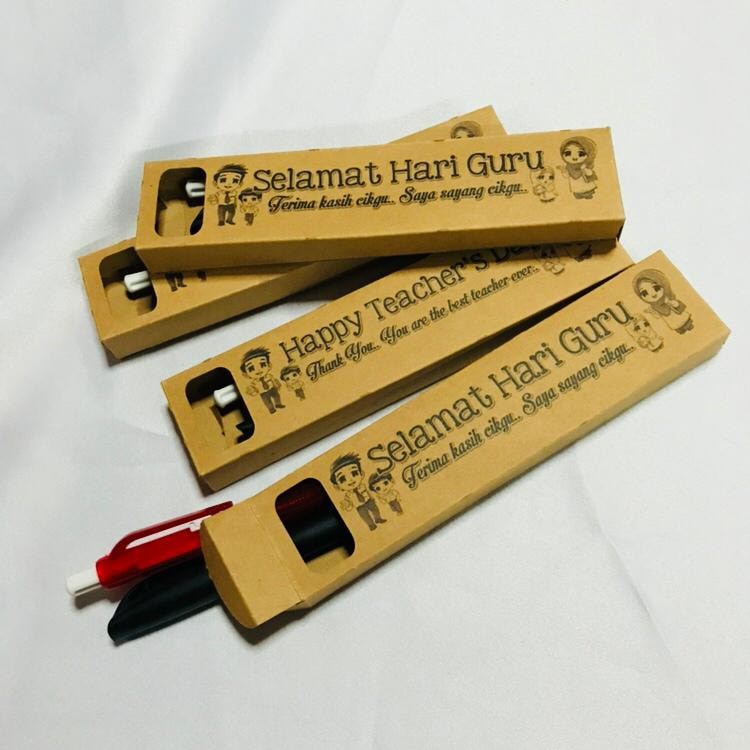 Selamat Hari Guru
Terima kasih cikgu.. Saya sayang cikgu..
Happy Teacher's
Thank You.. You are the best teacher ever..
Selamat Hari Guru
Terima kasih cikgu.. Saya sayang cikgu..